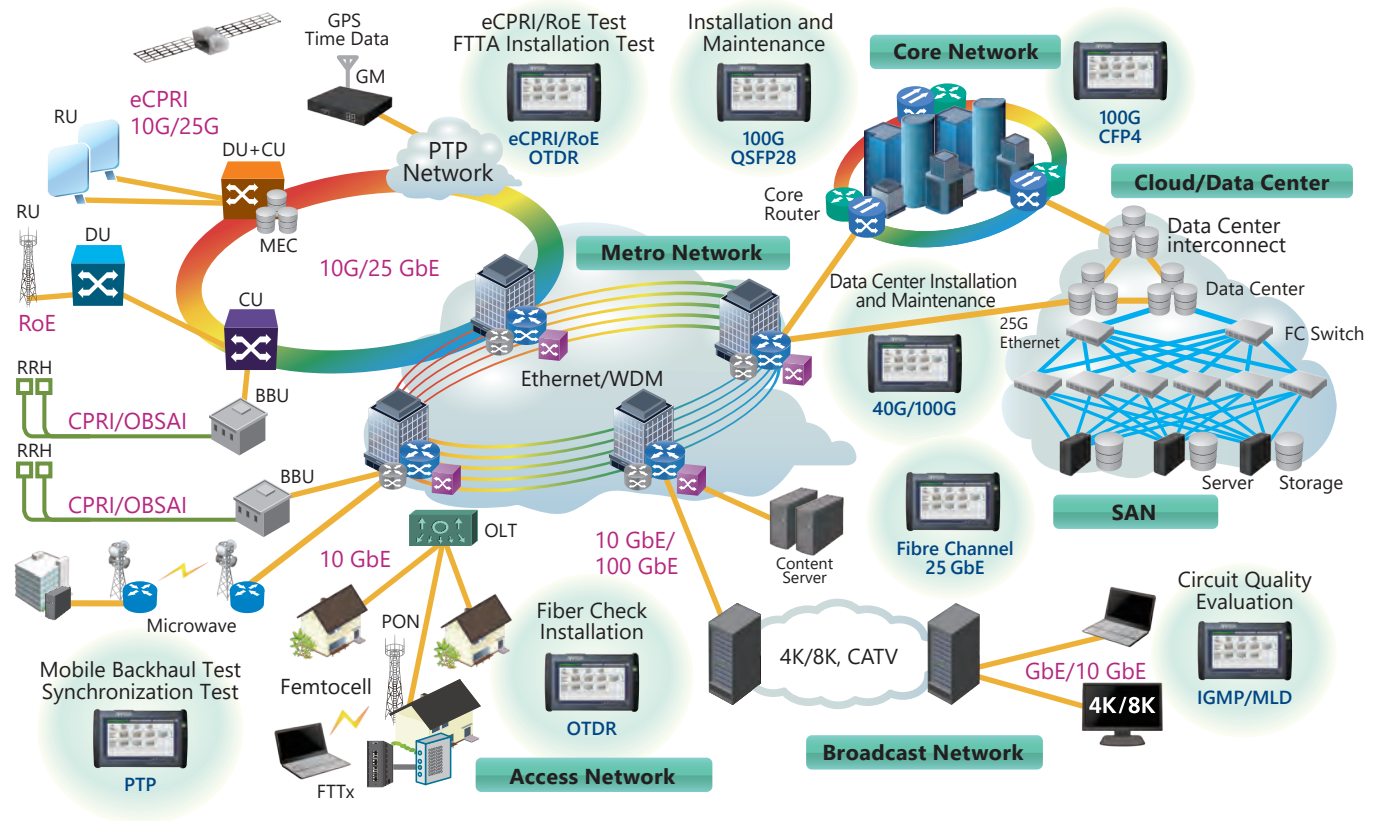 GPS
Time Data
GM
eCPRI/RoE Test
FTTA Installation Test
eCPRI/RoE
OTDR
Installation and
Maintenance
100G
QSFP28
Core Network
100G
CFP4
RU
eCPRI
10G/25G
DU+CU
MEC
PTP
Network
Core
Router
Cloud/Data Center
Data Center
interconnect
RU
DU
RoE
CU
10G/25 GbE
Metro Network
Data Center Installation
and Maintenance
40G/100G
Data Center
25G
Ethernet
FC Switch
Ethernet/WDM
RRH
CPRI/OBSAI
BBU
RRH
CPRI/OBSAI
BBU
Server
Storage
SAN
Fibre Channel
25 GbE
Microwave
10 GbE
OLT
10 GbE/
100 GbE
Content
Server
Mobile Backhaul Test
Synchronization Test
PTP
PON
Femtocell
FTTx
Fiber Check
Installation
OTDR
Access Network
4K/8K, CATV
Broadcast Network
GbE/10 GbE
4K/8K
Circuit Quality
Evaluation
IGMP/MLD